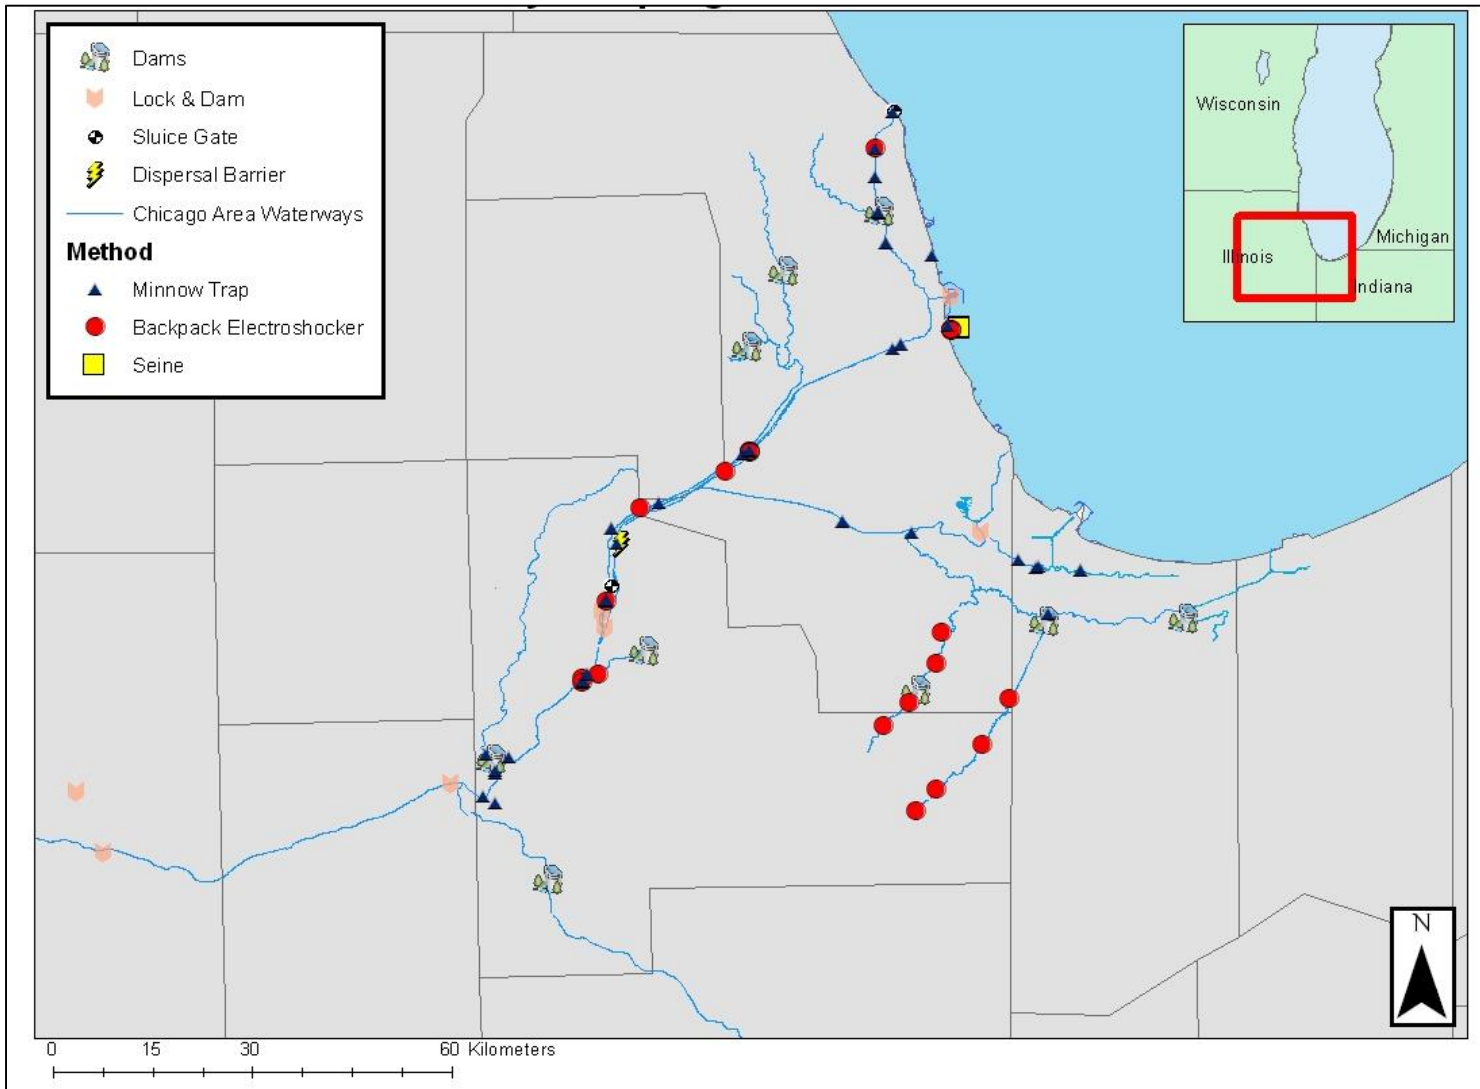 Dams
Lock & Dam
Sluice Gate
Dispersal Barrier
Chicago Area Waterways
Method
Minnow Trap
Backpack Electroshocker
Seine
Wisconsin
Michigan
Illinois
Indiana
N
0 15 30 60 Kilometers